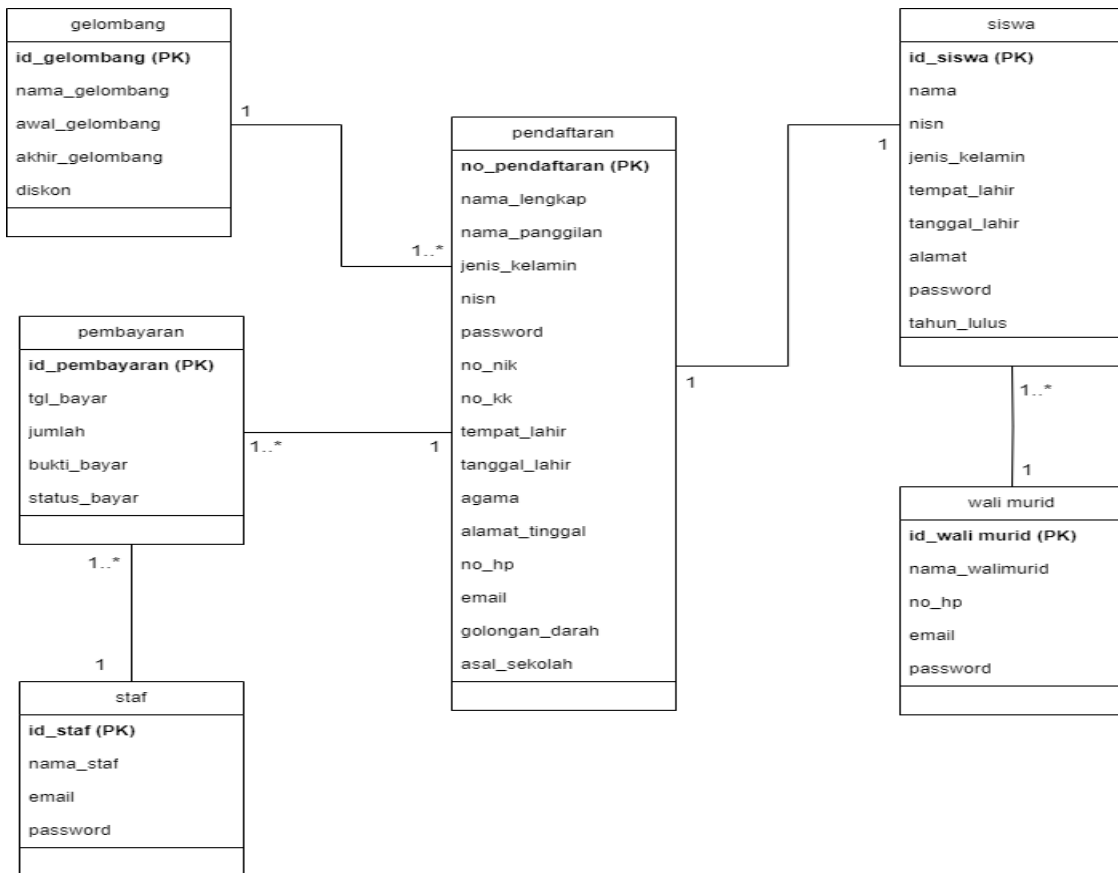 gelombang
id_gelombang (PK)
nama_gelombang
awal_gelombang
akhir_gelombang
diskon
1
1..*
pembayaran
id_pembayaran (PK)
tgl_bayar
jumlah
bukti_bayar
status_bayar
1..*
1
1..*
1
staf
id_staf (PK)
nama_staf
email
password
pendaftaran
no_pendaftaran (PK)
nama_lengkap
nama_panggilan
jenis_kelamin
nisn
password
no_nik
no_kk
tempat_lahir
tanggal_lahir
agama
alamat_tinggal
no_hp
email
golongan_darah
asal_sekolah
1
1
siswa
id_siswa (PK)
nama
nisn
jenis_kelamin
tempat_lahir
tanggal_lahir
alamat
password
tahun_lulus
1..*
1
wali murid
id_wali murid (PK)
nama_walimurid
no_hp
email
password